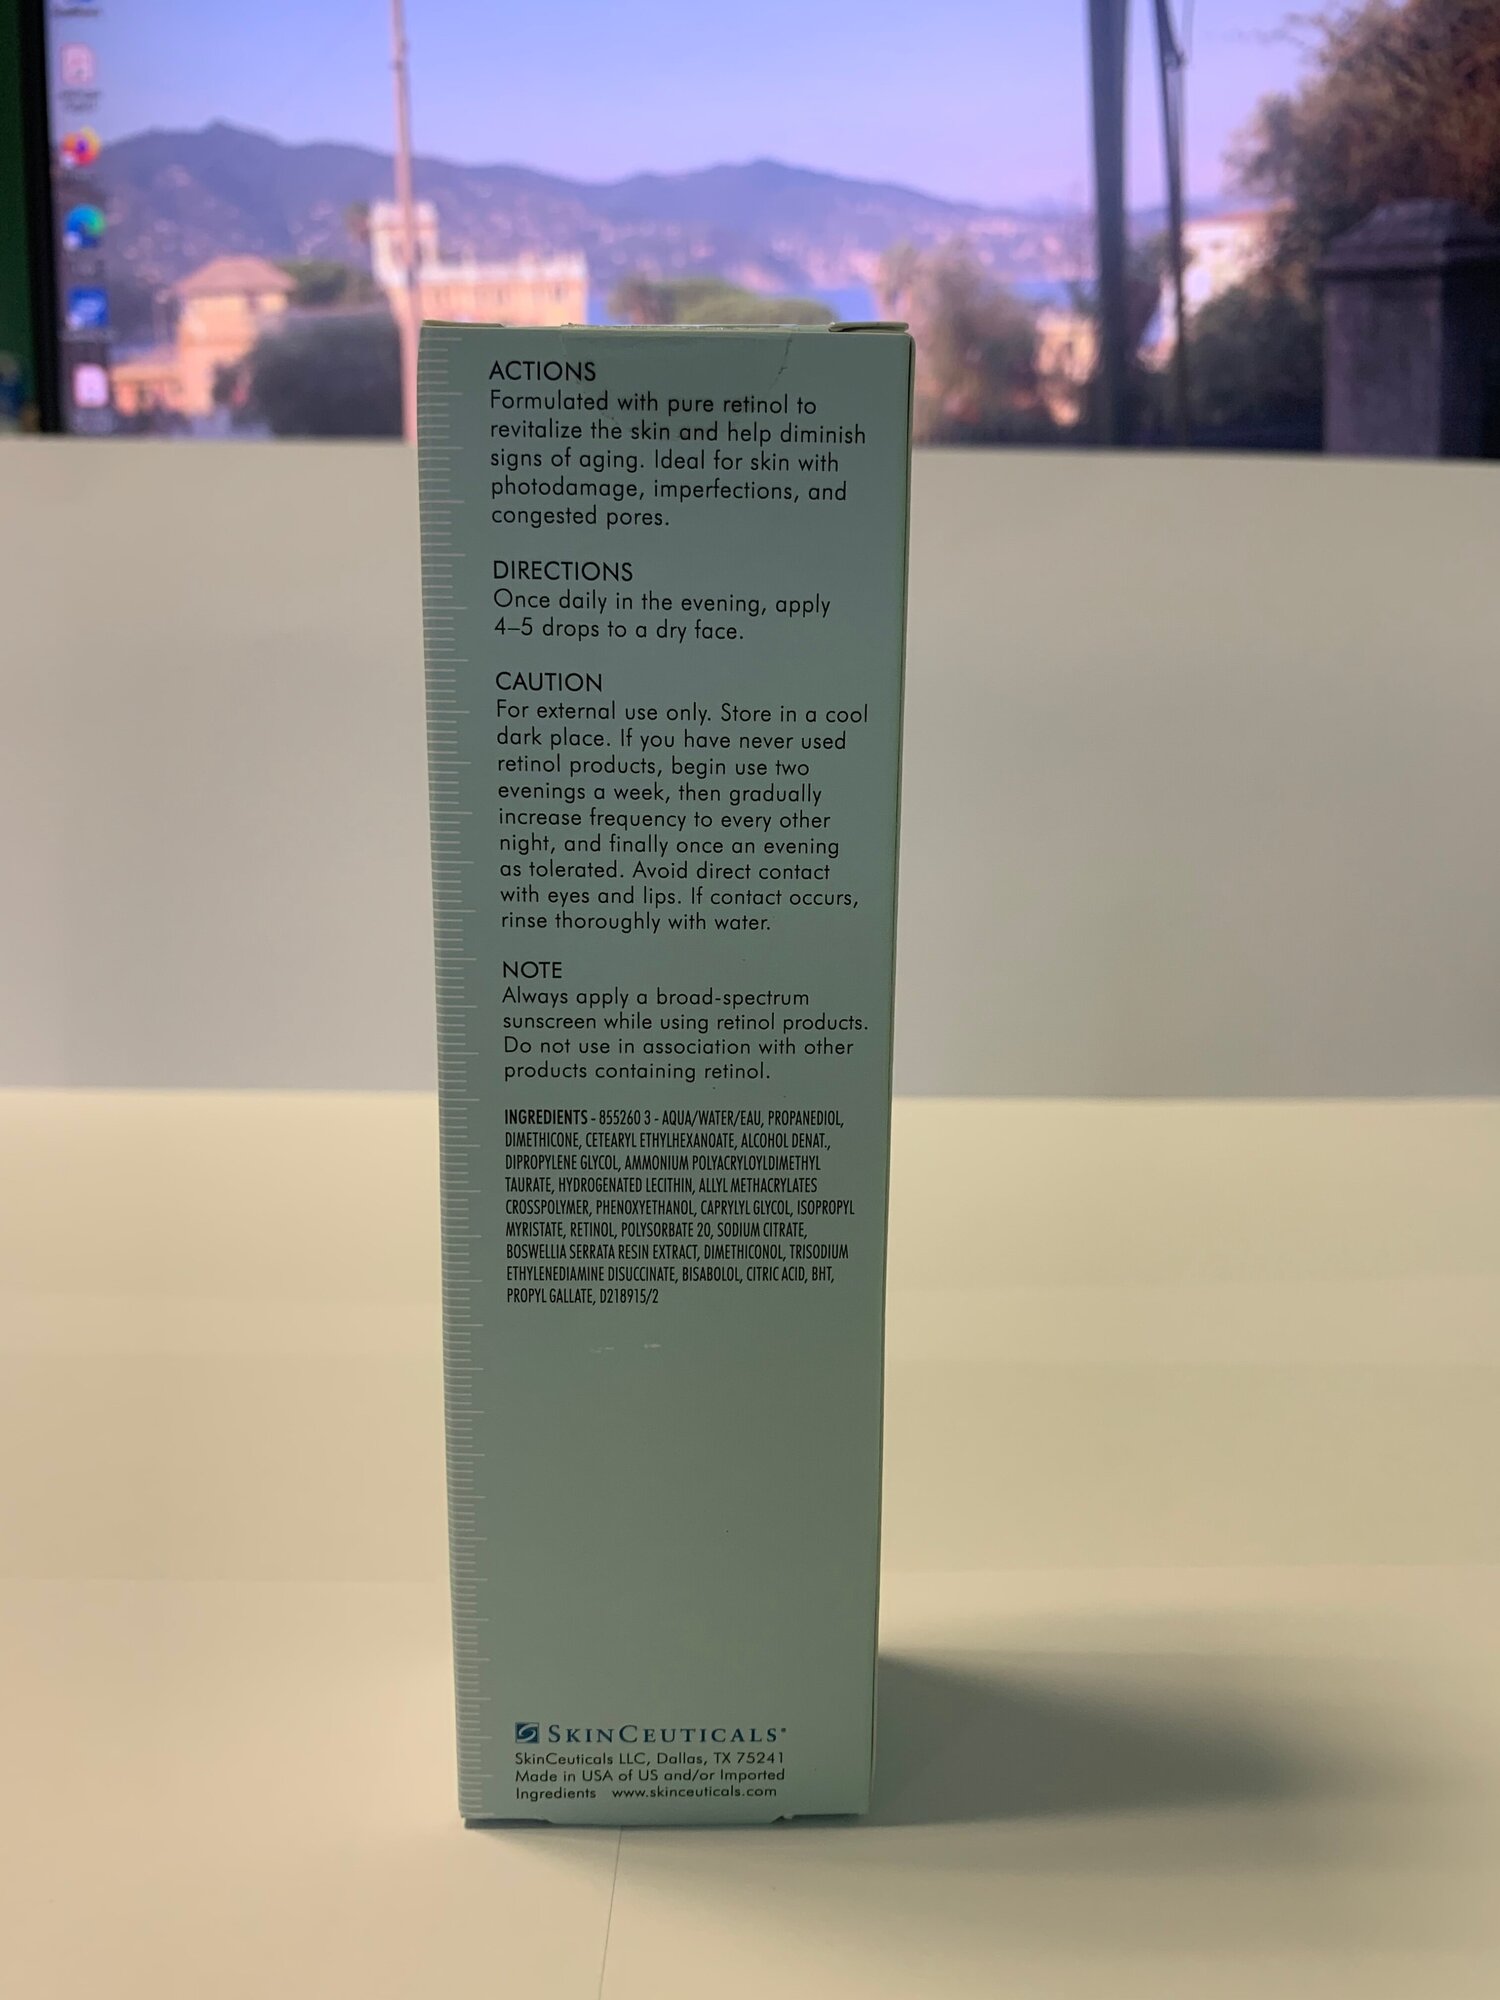 ACTIONS
Formulated with pure retinol to
revitalize the skin and help diminish
signs of aging. Ideal for skin with
photodamage, imperfections, and
congested pores.
DIRECTIONS
Once daily in the evening, apply
4–5 drops to a dry face.
CAUTION
For external use only. Store in a cool
dark place. If you have never used
retinol products, begin use two
evenings a week, then gradually
increase frequency to every other
night, and finally once an evening
as tolerated. Avoid direct contact
with eyes and lips. If contact occurs,
rinse thoroughly with water.
NOTE
Always apply a broad-spectrum
sunscreen while using retinol products.
Do not use in association with other
products containing retinol.
INGREDIENTS - 855260 3 - AQUA/WATER/EAU, PROPANEDIOL,
DIMETHICONE, CETEARYL ETHYLHEXANOATE, ALCOHOL DENAT.,
DIPROPYLENE GLYCOL, AMMONIUM POLYACRYLOYLDIMETHYL
TAURATE, HYDROGENATED LECITHIN, ALLYL METHACRYLATES
CROSSPOLYMER, PHENOXYETHANOL, CAPRYLYL GLYCOL, ISOPROPYL
MYRISTATE, RETINOL, POLYSORBATE 20, SODIUM CITRATE,
BOSWELLIA SERRATA RESIN EXTRACT, DIMETHICONOL, TRISODIUM
ETHYLENEDIAMINE DISUCCINATE, BISABOLOL, CITRIC ACID, BHT,
PROPYL GALLATE, D218915/2
SKINCEUTICALS®
SkinCeuticals LLC, Dallas, TX 75241
Made in USA of US and/or Imported
Ingredients www.skinceuticals.com